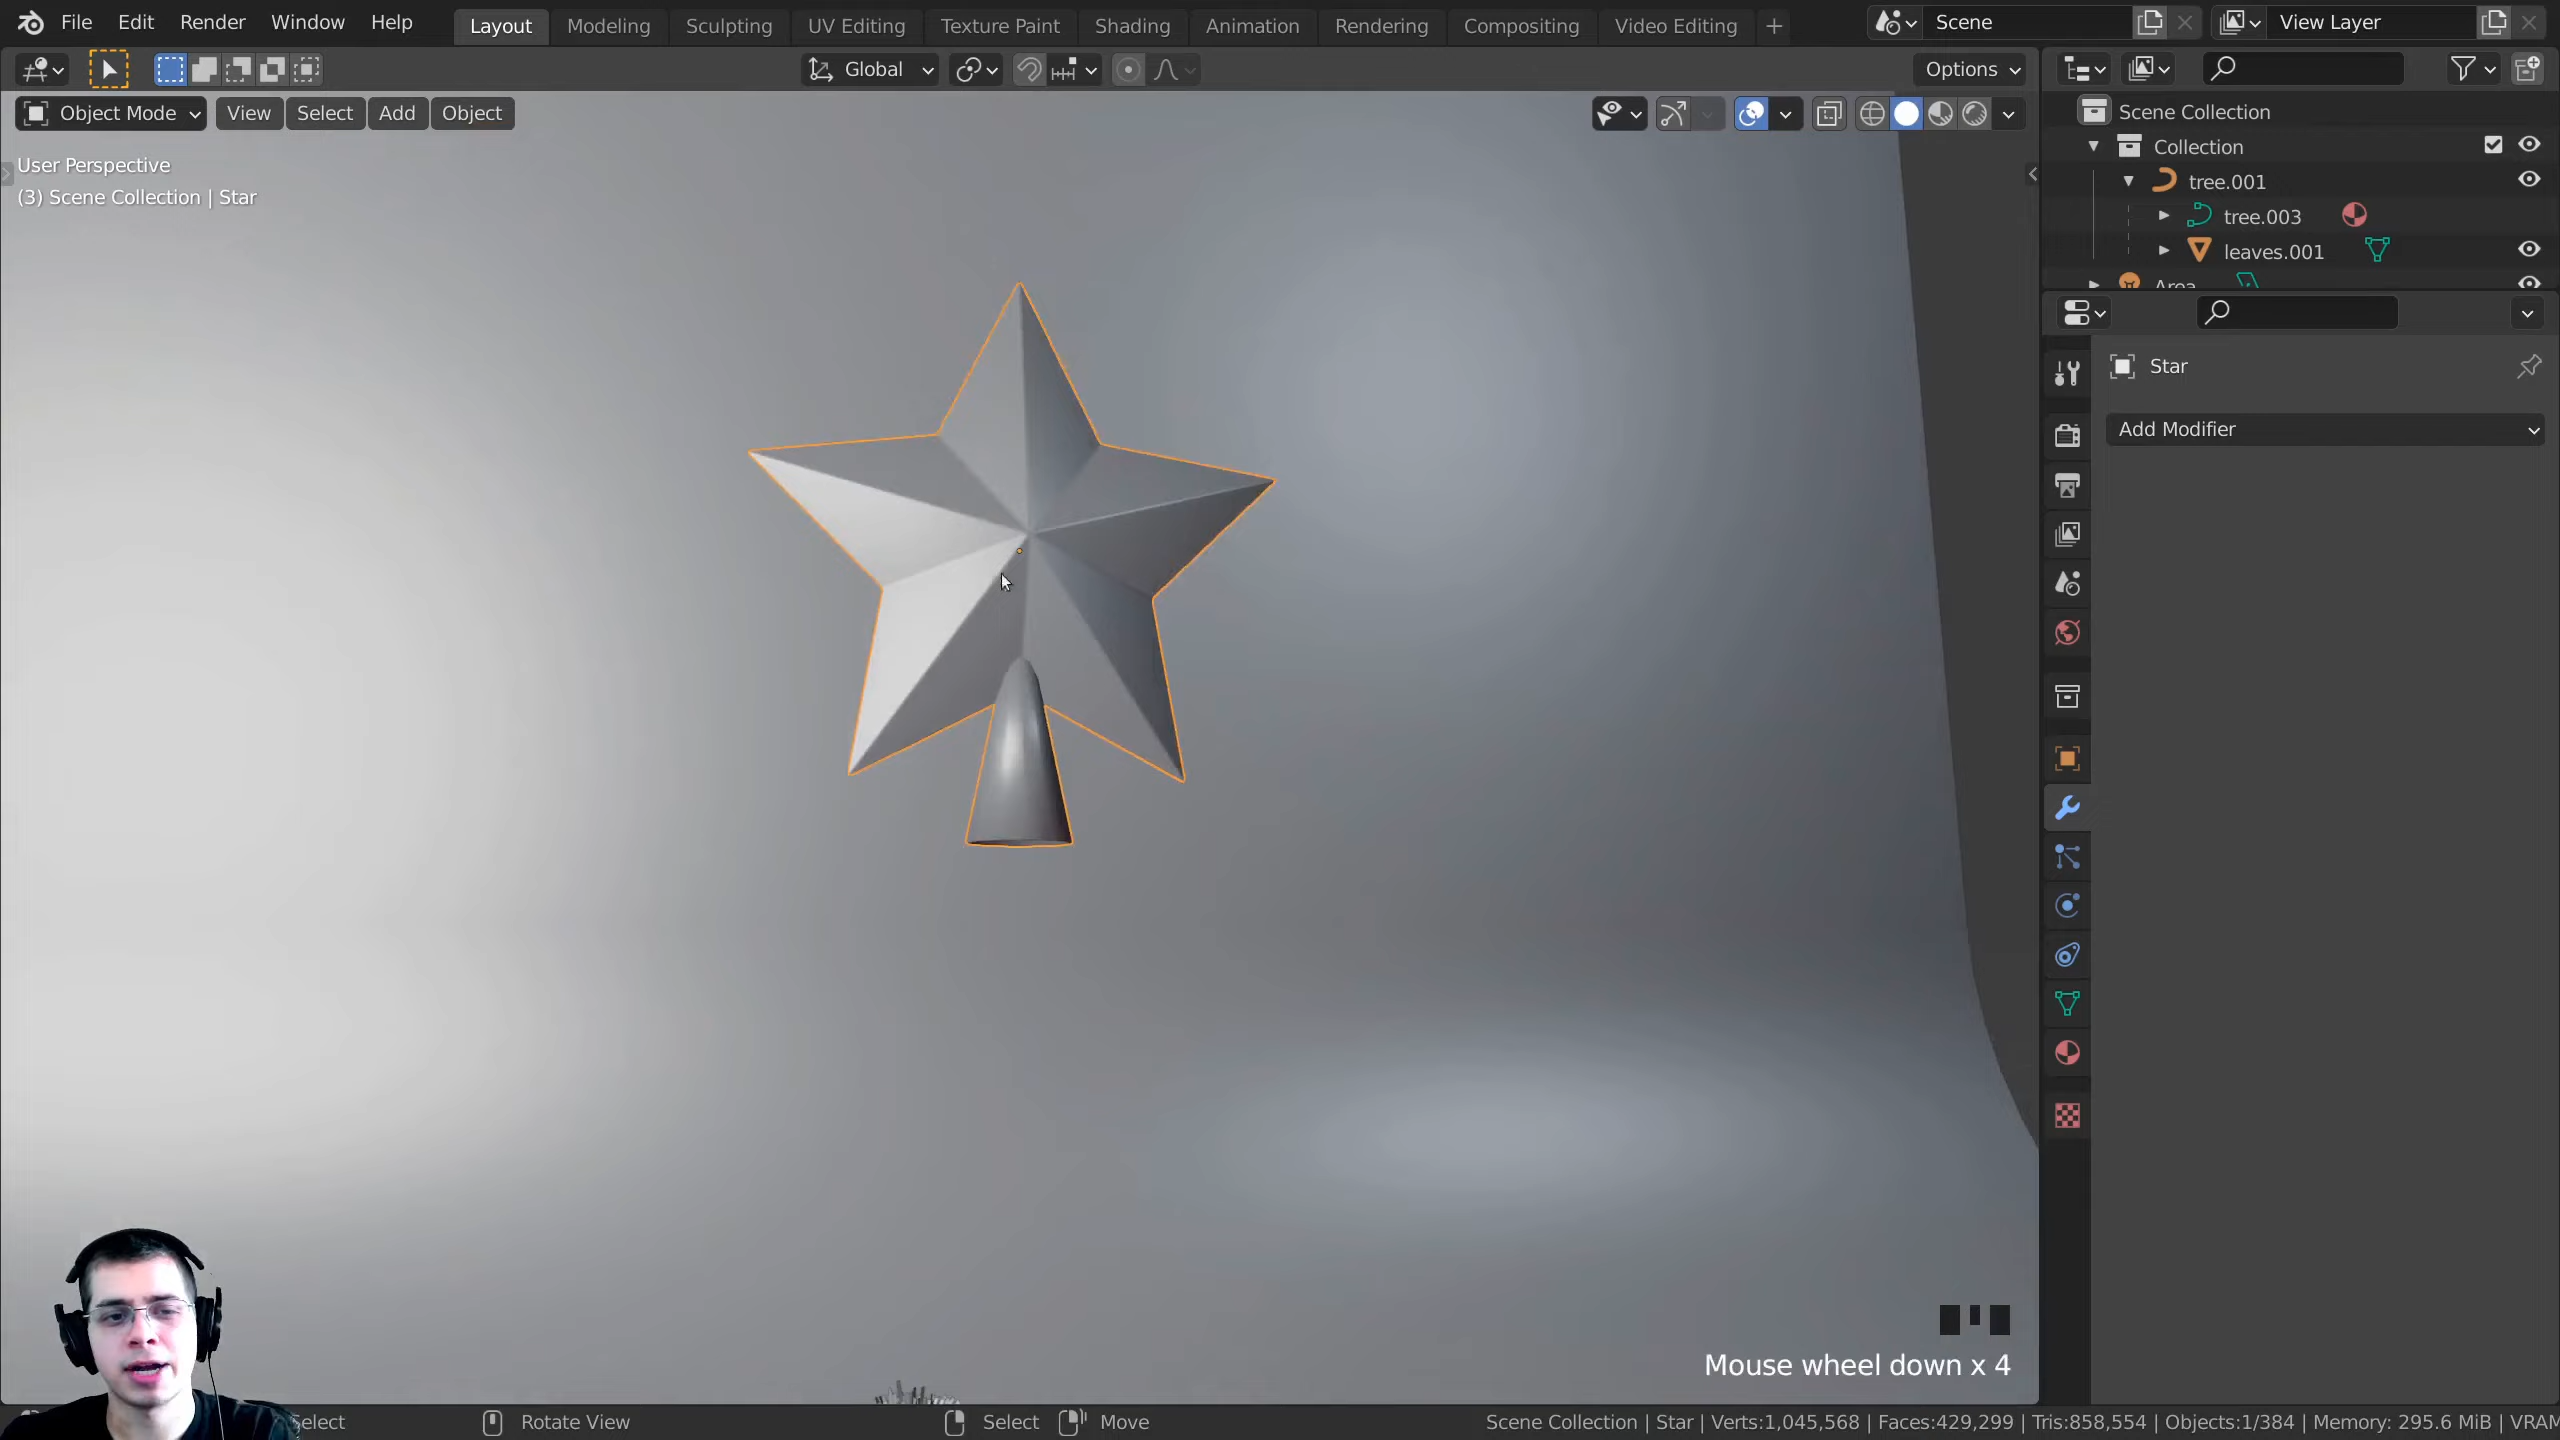 File Edit Render Window Help Layout Modeling Sculpting UV Editing Texture Paint Shading Animation Rendering Compositing Video Editing + Scene View Layer
Global Options
Object Mode View Select Add Object
User Perspective
(3) Scene Collection | Star
Scene Collection
Collection
tree.001
tree.003
leaves.001
Area
Star
Add Modifier
Mouse wheel down x 4
Select Rotate View Select Move Scene Collection | Star | Verts:1,045,568 | Faces:429,299 | Tris:858,554 | Objects:1/384 | Memory: 295.6 MiB | VRAM